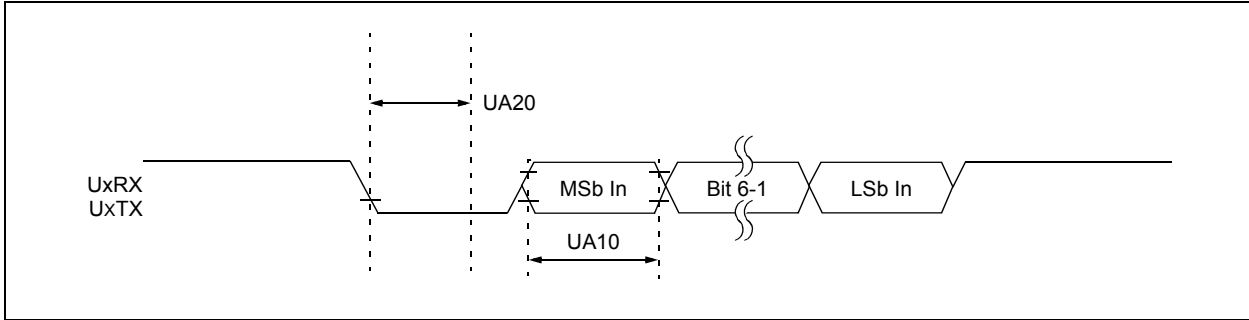 UA20
UxRX
UxTX
MSb In
Bit 6-1
LSb In
UA10